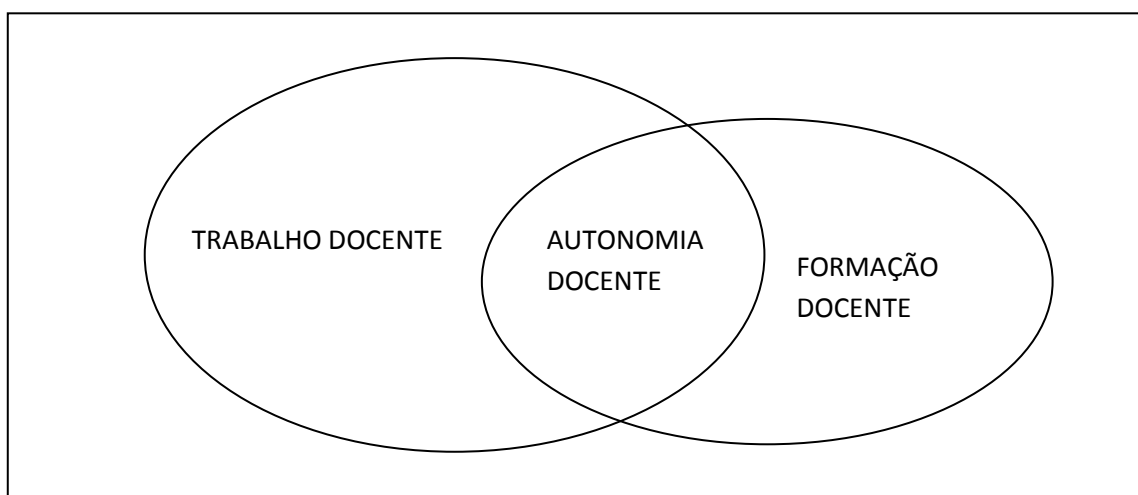 TRABALHO DOCENTE
AUTONOMIA
DOCENTE
FORMAÇÃO
DOCENTE